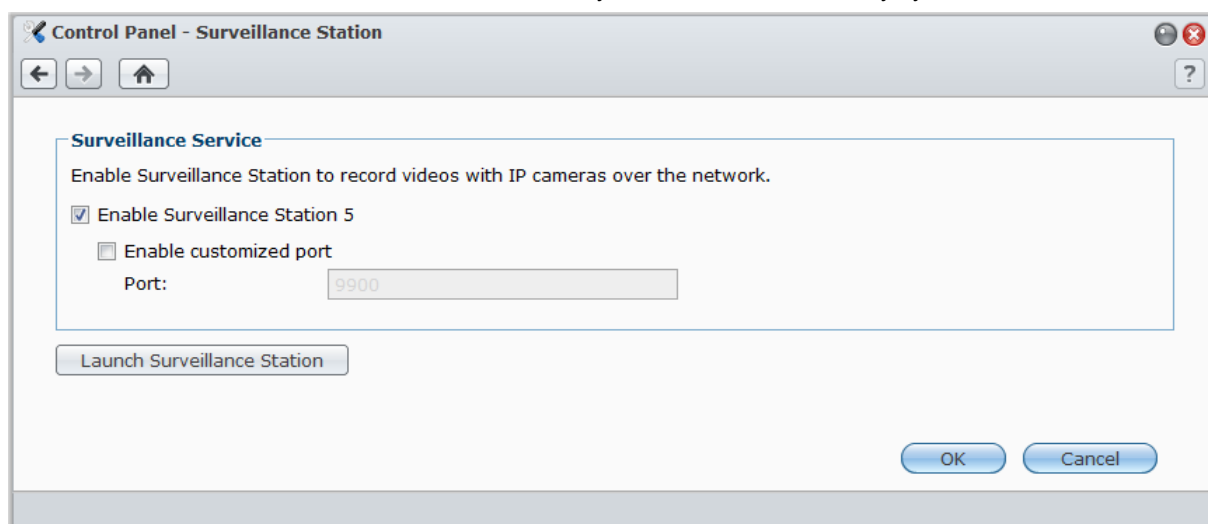 Control Panel - Surveillance Station
?
Surveillance Service
Enable Surveillance Station to record videos with IP cameras over the network.
Enable Surveillance Station 5
Enable customized port
Port: 9900
Launch Surveillance Station
OK Cancel